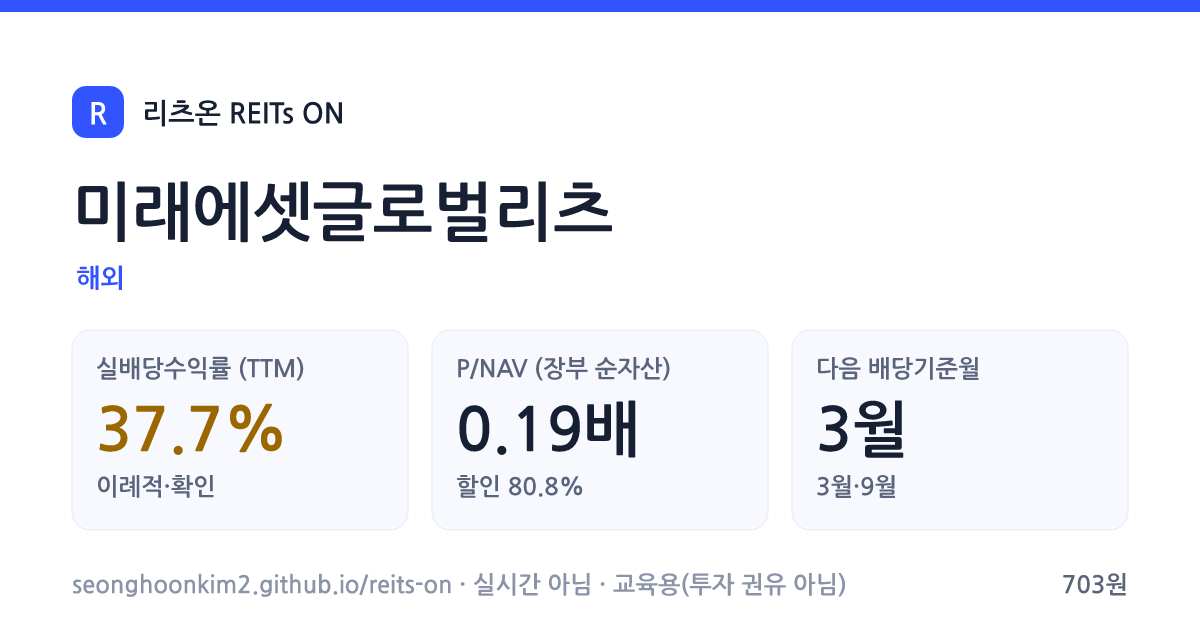 R 리츠온 REITs ON
미래에셋글로벌리츠
해외
실배당수익률 (TTM)
37.7%
이례적·확인
P/NAV (장부 순자산)
0.19배
할인 80.8%
다음 배당기준월
3월
3월·9월
seonghoonkim2.github.io/reits-on · 실시간 아님 · 교육용(투자 권유 아님)
703원